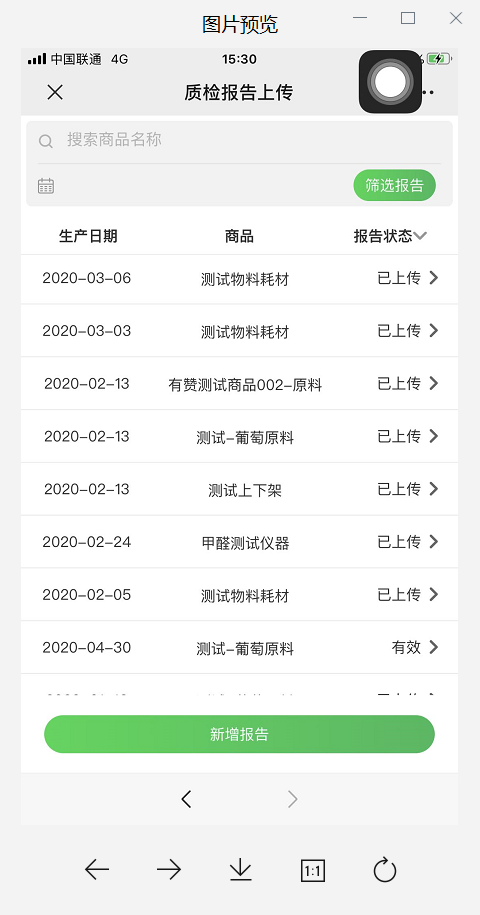 图片预览
中国联通 4G 15:30
质检报告上传
搜索商品名称
筛选报告
生产日期 商品 报告状态
2020-03-06 测试物料耗材 已上传
2020-03-03 测试物料耗材 已上传
2020-02-13 有赞测试商品002-原料 已上传
2020-02-13 测试-葡萄原料 已上传
2020-02-13 测试上下架 已上传
2020-02-24 甲醛测试仪器 已上传
2020-02-05 测试物料耗材 已上传
2020-04-30 测试-葡萄原料 有效
新增报告
1:1